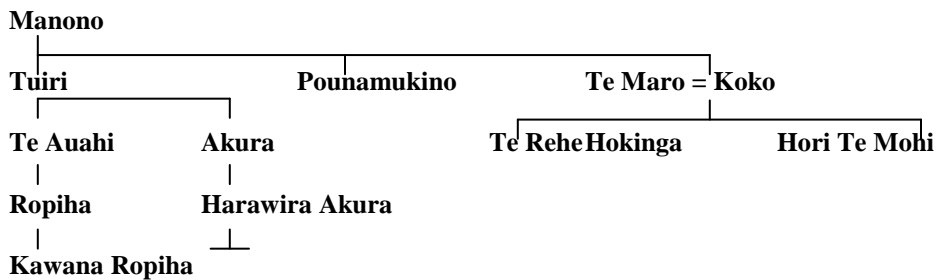 Manono
Tuiri Pounamukino Te Maro = Koko
Te Auahi Akura Te Rehe Hokinga Hori Te Mohi
Ropiha Harawira Akura
Kawana Ropiha